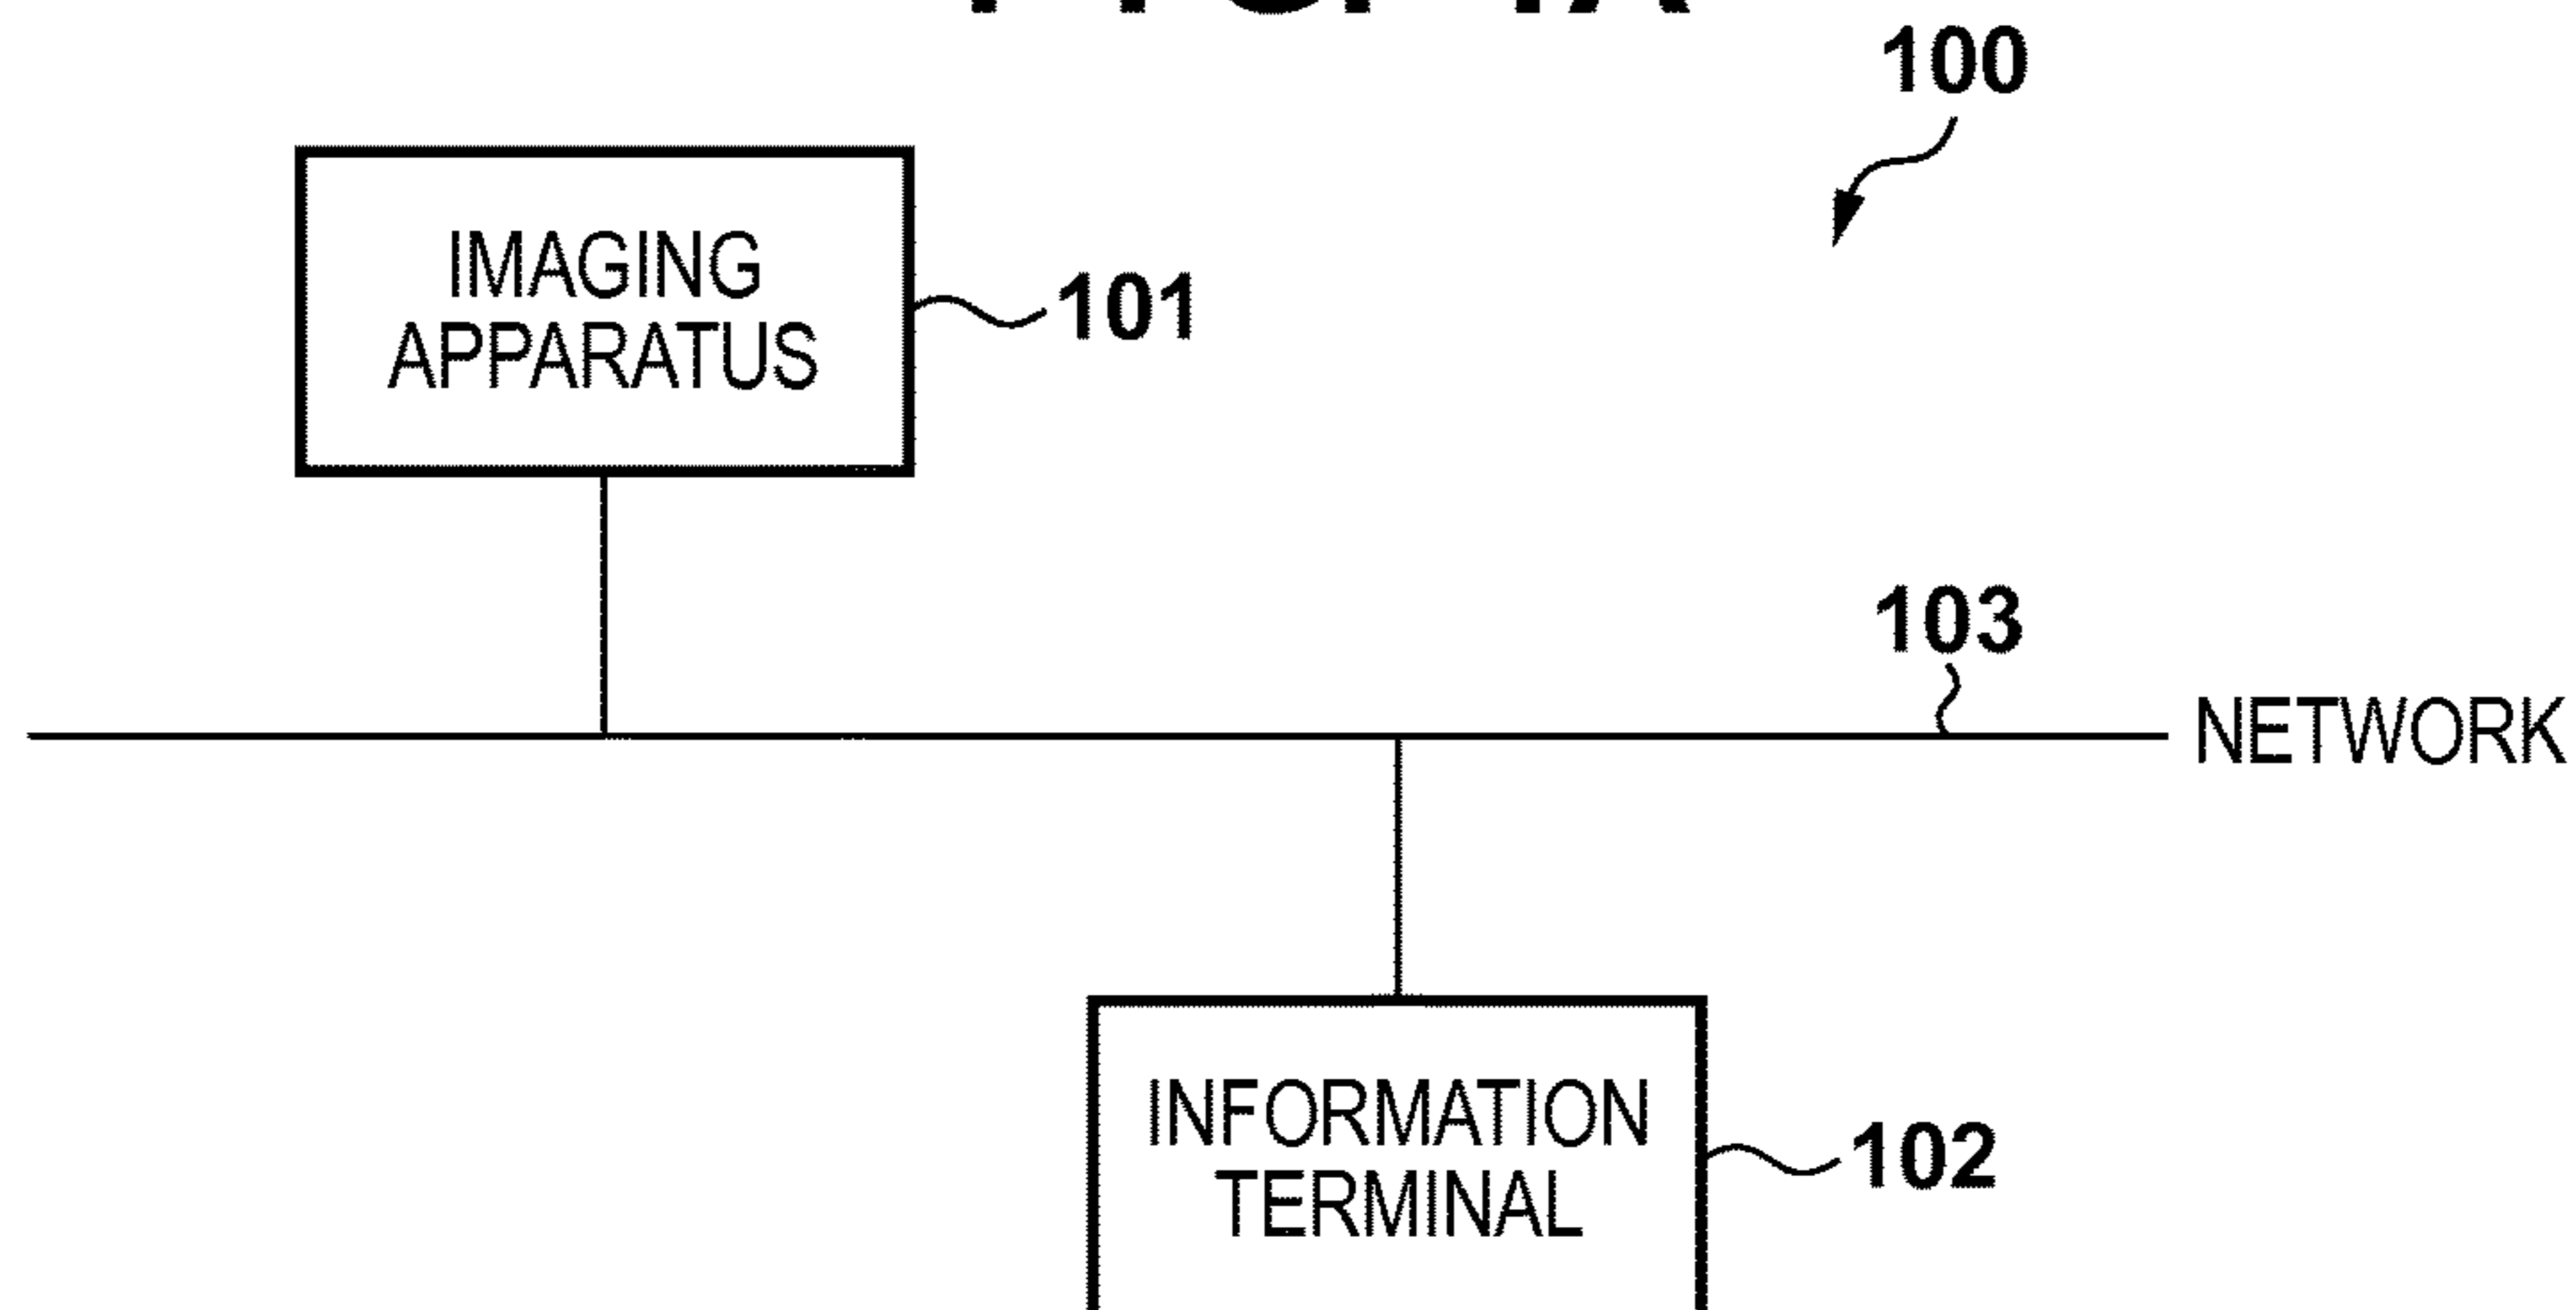 100
IMAGING
APPARATUS
101
103
NETWORK
INFORMATION
TERMINAL
102